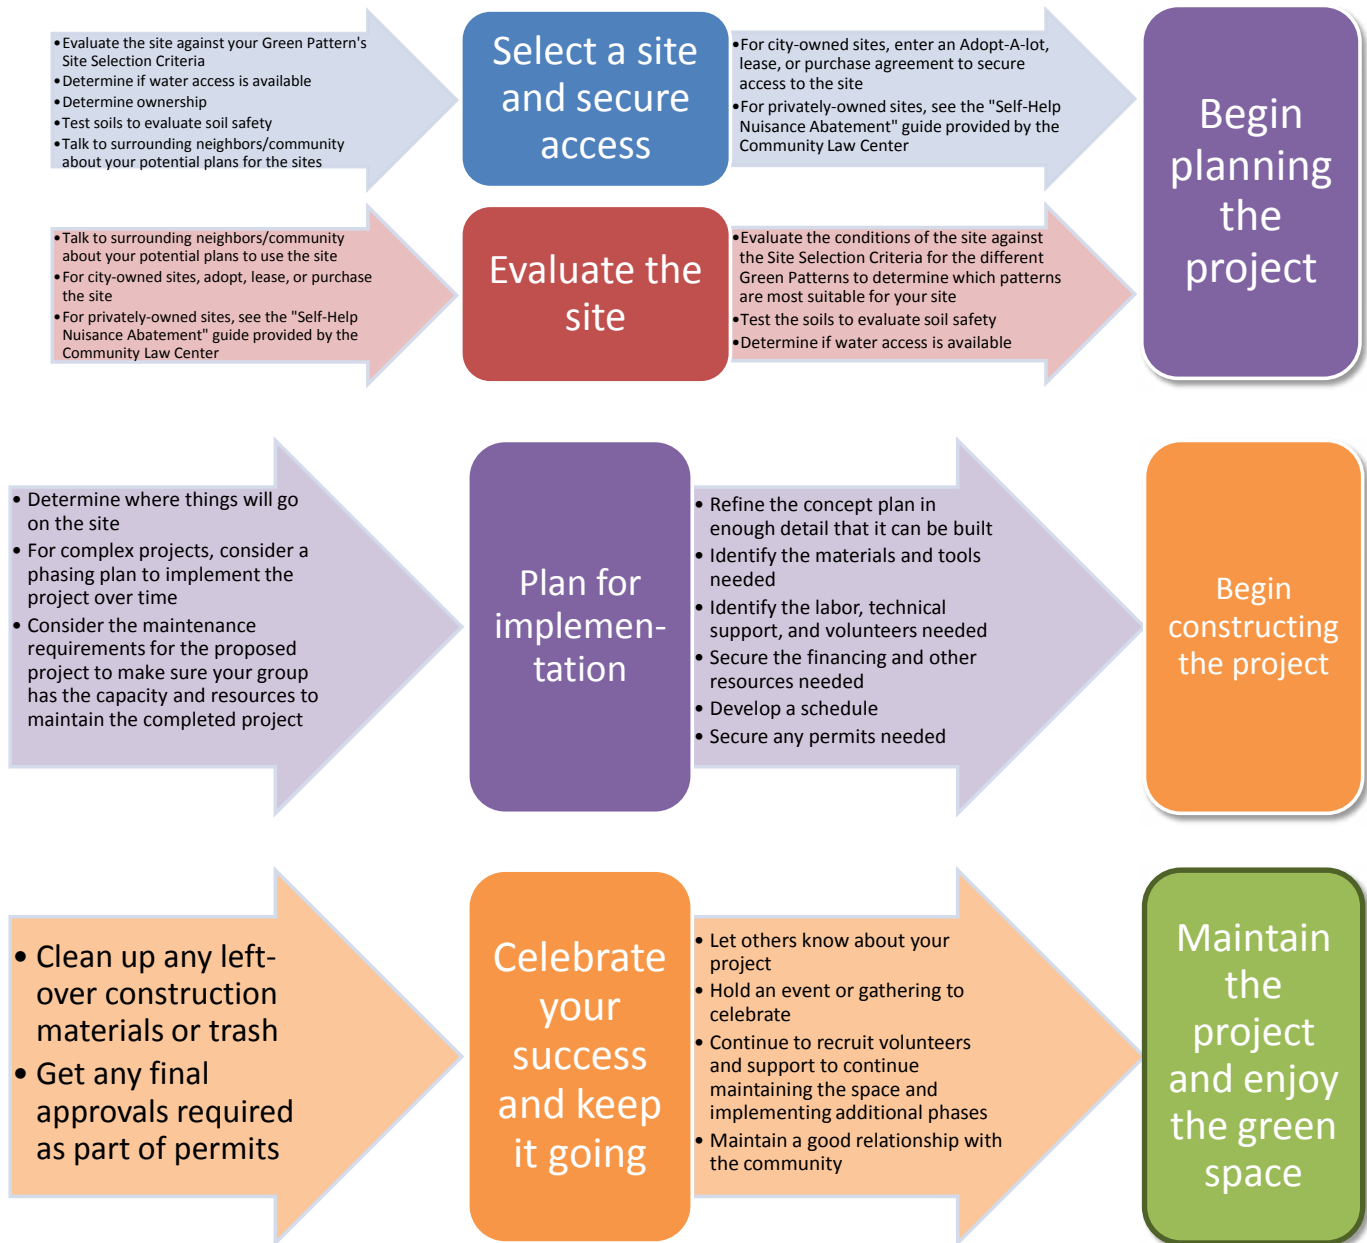 •Evaluate the site against your Green Pattern's
Site Selection Criteria
•Determine if water access is available
•Determine ownership
•Test soils to evaluate soil safety
•Talk to surrounding neighbors/community
about your potential plans for the sites
Select a site
and secure
access
•For city-owned sites, enter an Adopt-A-lot,
lease, or purchase agreement to secure
access to the site
•For privately-owned sites, see the "Self-Help
Nuisance Abatement" guide provided by the
Community Law Center
Begin
planning
the
project
•Talk to surrounding neighbors/community
about your potential plans to use the site
•For city-owned sites, adopt, lease, or purchase
the site
•For privately-owned sites, see the "Self-Help
Nuisance Abatement" guide provided by the
Community Law Center
Evaluate the
site
•Evaluate the conditions of the site against
the Site Selection Criteria for the different
Green Patterns to determine which patterns
are most suitable for your site
•Test the soils to evaluate soil safety
•Determine if water access is available
• Determine where things will go
on the site
• For complex projects, consider a
phasing plan to implement the
project over time
• Consider the maintenance
requirements for the proposed
project to make sure your group
has the capacity and resources to
maintain the completed project
Plan for
implemen-
tation
• Refine the concept plan in
enough detail that it can be built
• Identify the materials and tools
needed
• Identify the labor, technical
support, and volunteers needed
• Secure the financing and other
resources needed
• Develop a schedule
• Secure any permits needed
Begin
constructing
the project
• Clean up any left-
over construction
materials or trash
• Get any final
approvals required
as part of permits
Celebrate
your
success
and keep
it going
• Let others know about your
project
• Hold an event or gathering to
celebrate
• Continue to recruit volunteers
and support to continue
maintaining the space and
implementing additional phases
• Maintain a good relationship with
the community
Maintain
the
project
and enjoy
the green
space